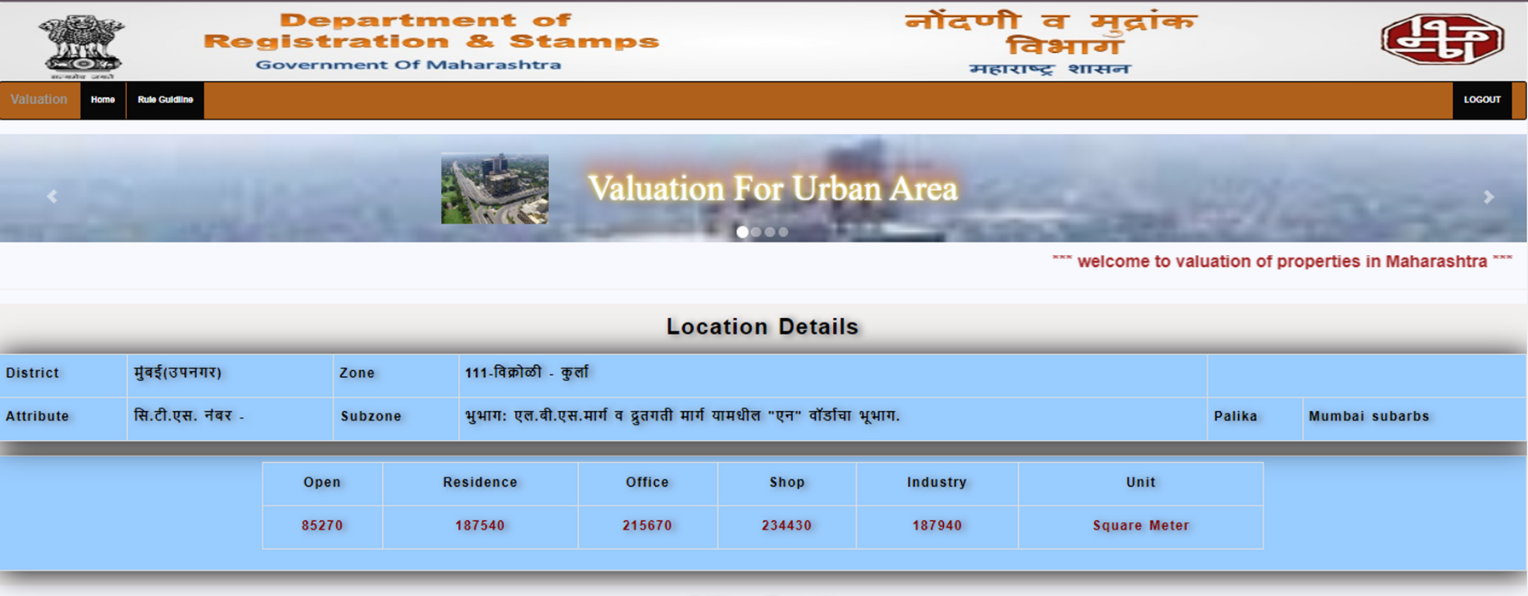 Department of
Registration & Stamps
Government Of Maharashtra
नोंदणी व मुद्रांक
विभाग
महाराष्ट्र शासन
सत्यमेव जयते
Valuation Home Rule Guidline LOGOUT
Valuation For Urban Area
*** welcome to valuation of properties in Maharashtra ***
Location Details
District मुंबई(उपनगर) Zone 111-विक्रोळी - कुर्ला
Attribute सि.टी.एस. नंबर - Subzone भुभाग: एल.बी.एस.मार्ग व द्रुतगती मार्ग यामधील "एन" वॉर्डाचा भूभाग. Palika Mumbai subarbs
Open Residence Office Shop Industry Unit
85270 187540 215670 234430 187940 Square Meter